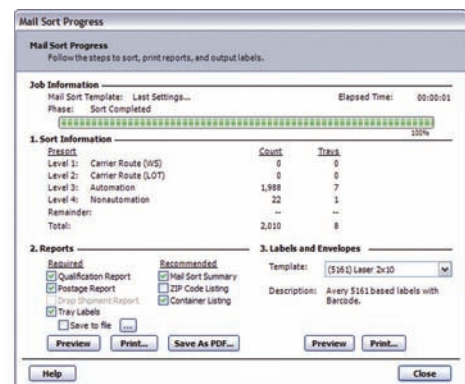 Mail Sort Progress
Mail Sort Progress
Follow the steps to sort, print reports, and output labels.
Job Information
Mail Sort Template: Last Settings... Elapsed Time: 00:00:01
Phase: Sort Completed
100%
1. Sort Information
Presort Count Trays
Level 1: Carrier Route (WS) 0 0
Level 2: Carrier Route (LOT) 0 0
Level 3: Automation 1,988 7
Level 4: Nonautomation 22 1
Remainder: -- --
Total: 2,010 8
2. Reports
Required Recommended
Qualification Report Mail Sort Summary
Postage Report ZIP Code Listing
Drop Shipment Report Container Listing
Tray Labels
Save to file ...
Preview Print... Save As PDF...
3. Labels and Envelopes
Template: (5161) Laser 2x10
Description: Avery 5161 based labels with
Barcode.
Preview Print...
Help Close